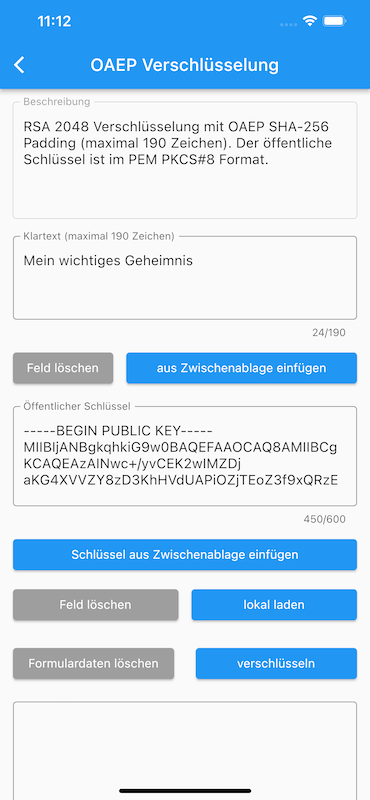 11:12
OAEP Verschlüsselung
Beschreibung
RSA 2048 Verschlüsselung mit OAEP SHA-256
Padding (maximal 190 Zeichen). Der öffentliche
Schlüssel ist im PEM PKCS#8 Format.
Klartext (maximal 190 Zeichen)
Mein wichtiges Geheimnis
24/190
Feld löschen
aus Zwischenablage einfügen
Öffentlicher Schlüssel
-----BEGIN PUBLIC KEY-----
MIIBIjANBgkqhkiG9w0BAQEFAAOCAQ8AMIIBCg
KCAQEAzAlNwc+/yvCEK2wIMZDj
aKG4XVVZY8zD3KhHVdUAPiOZjTEoZ3f9xQRzE
450/600
Schlüssel aus Zwischenablage einfügen
Feld löschen
lokal laden
Formulardaten löschen
verschlüsseln